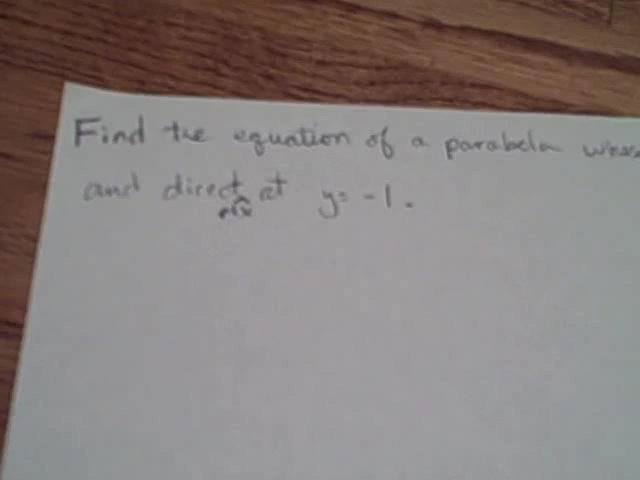 Find the equation of a parabola
and directrix at y= -1.